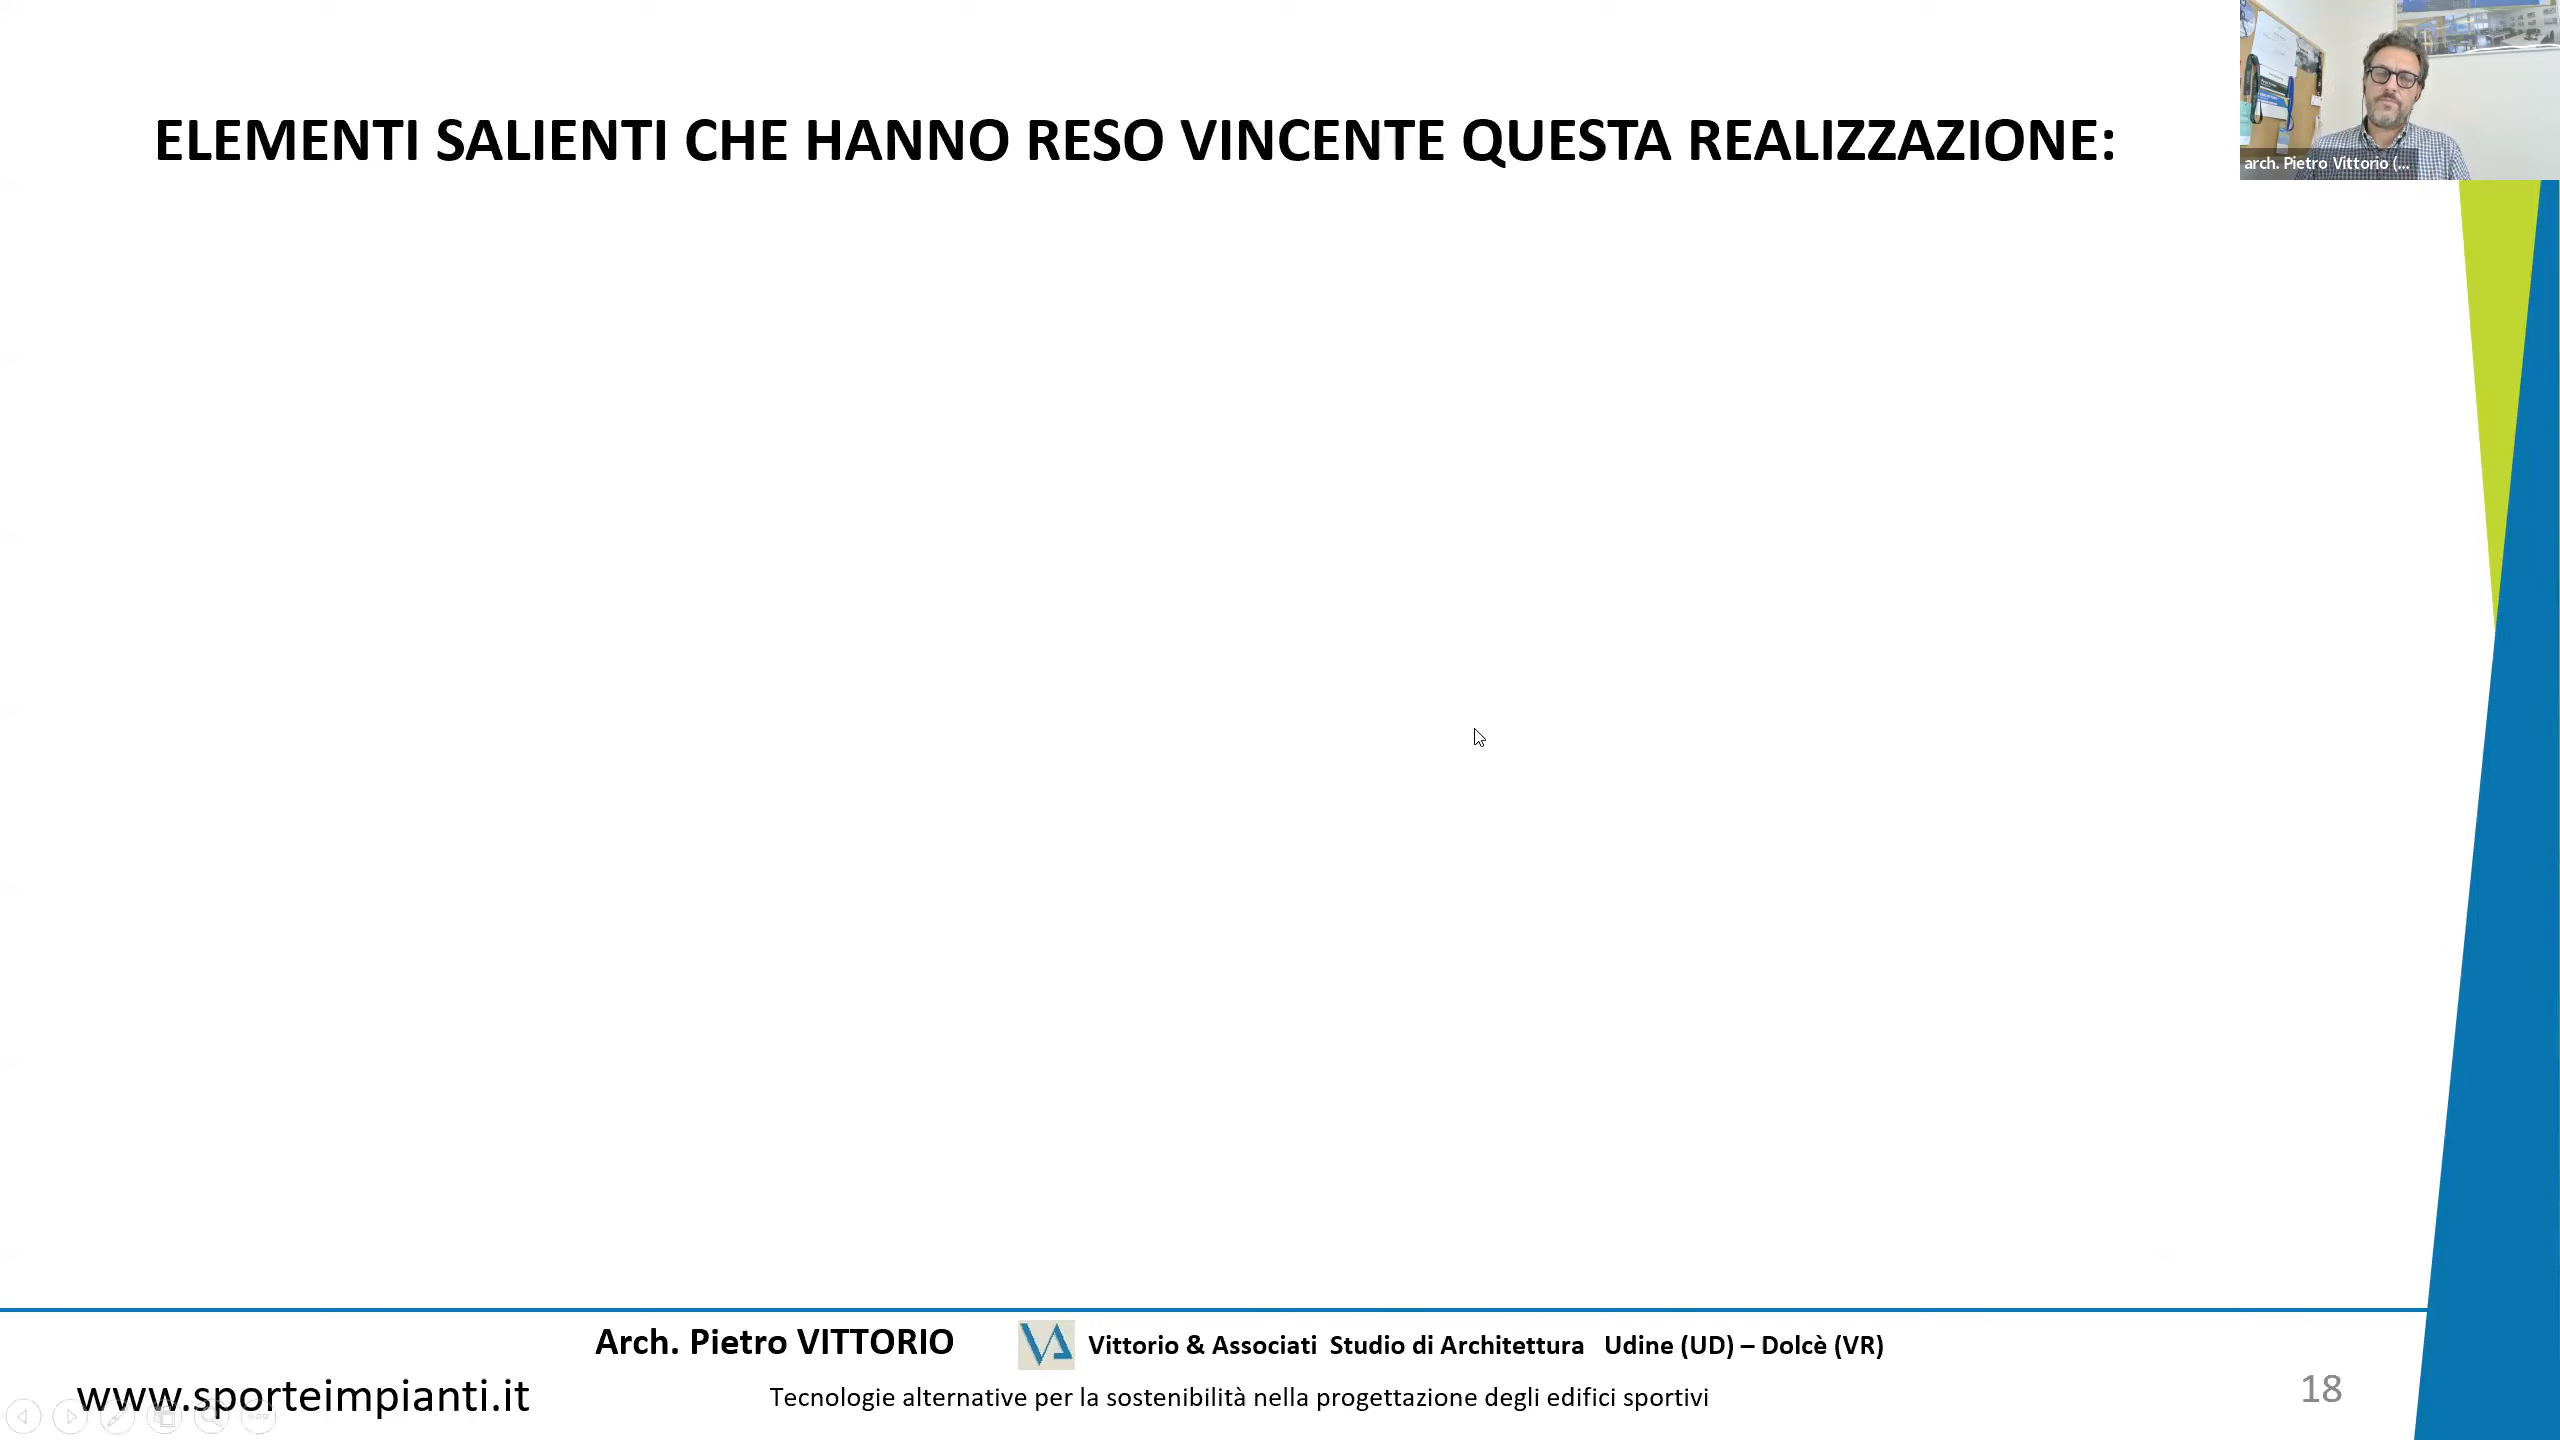 ELEMENTI SALIENTI CHE HANNO RESO VINCENTE QUESTA REALIZZAZIONE:
arch. Pietro Vittorio (...
Arch. Pietro VITTORIO
VA
Vittorio & Associati Studio di Architettura Udine (UD) – Dolcè (VR)
www.sporteimpianti.it
Tecnologie alternative per la sostenibilità nella progettazione degli edifici sportivi
18